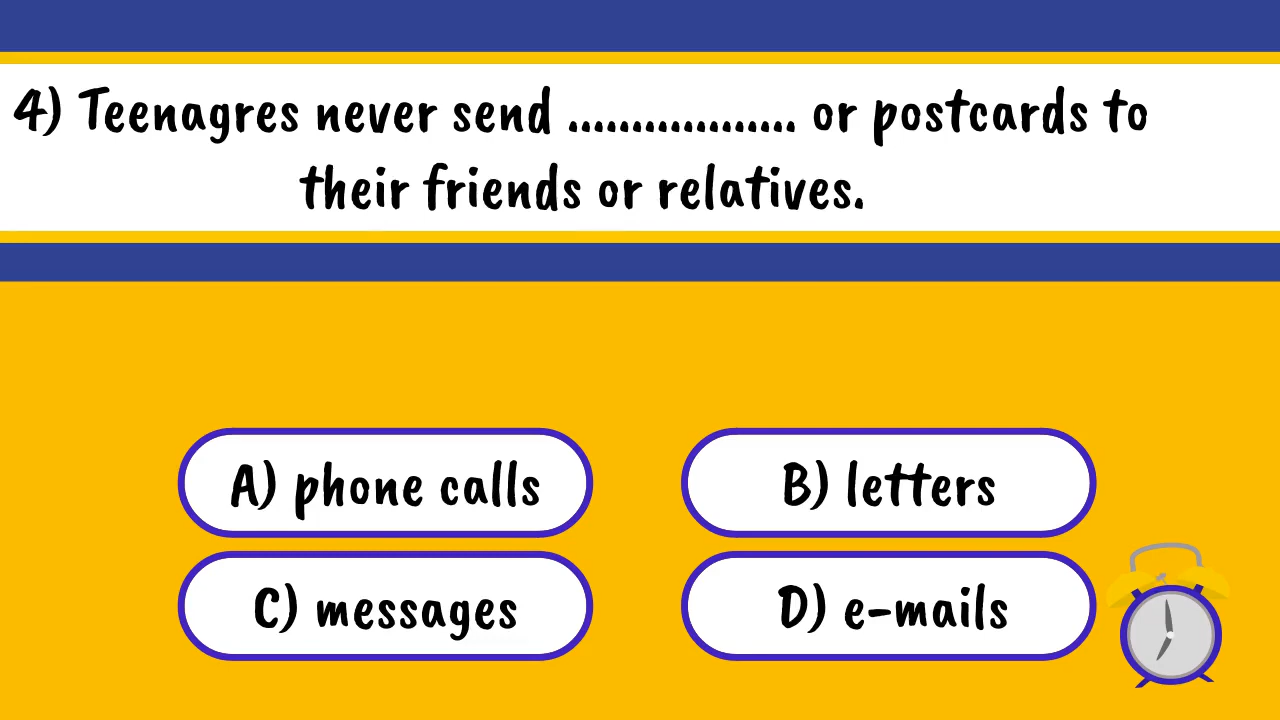 4) Teenagres never send .................. or postcards to
their friends or relatives.
A) phone calls
B) letters
C) messages
D) e-mails